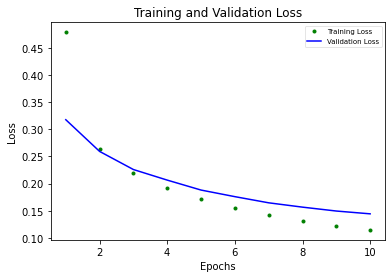 Training and Validation Loss
Training Loss
Validation Loss
0.45
0.40
0.35
0.30
0.25
0.20
0.15
0.10
Loss
2 4 6 8 10
Epochs